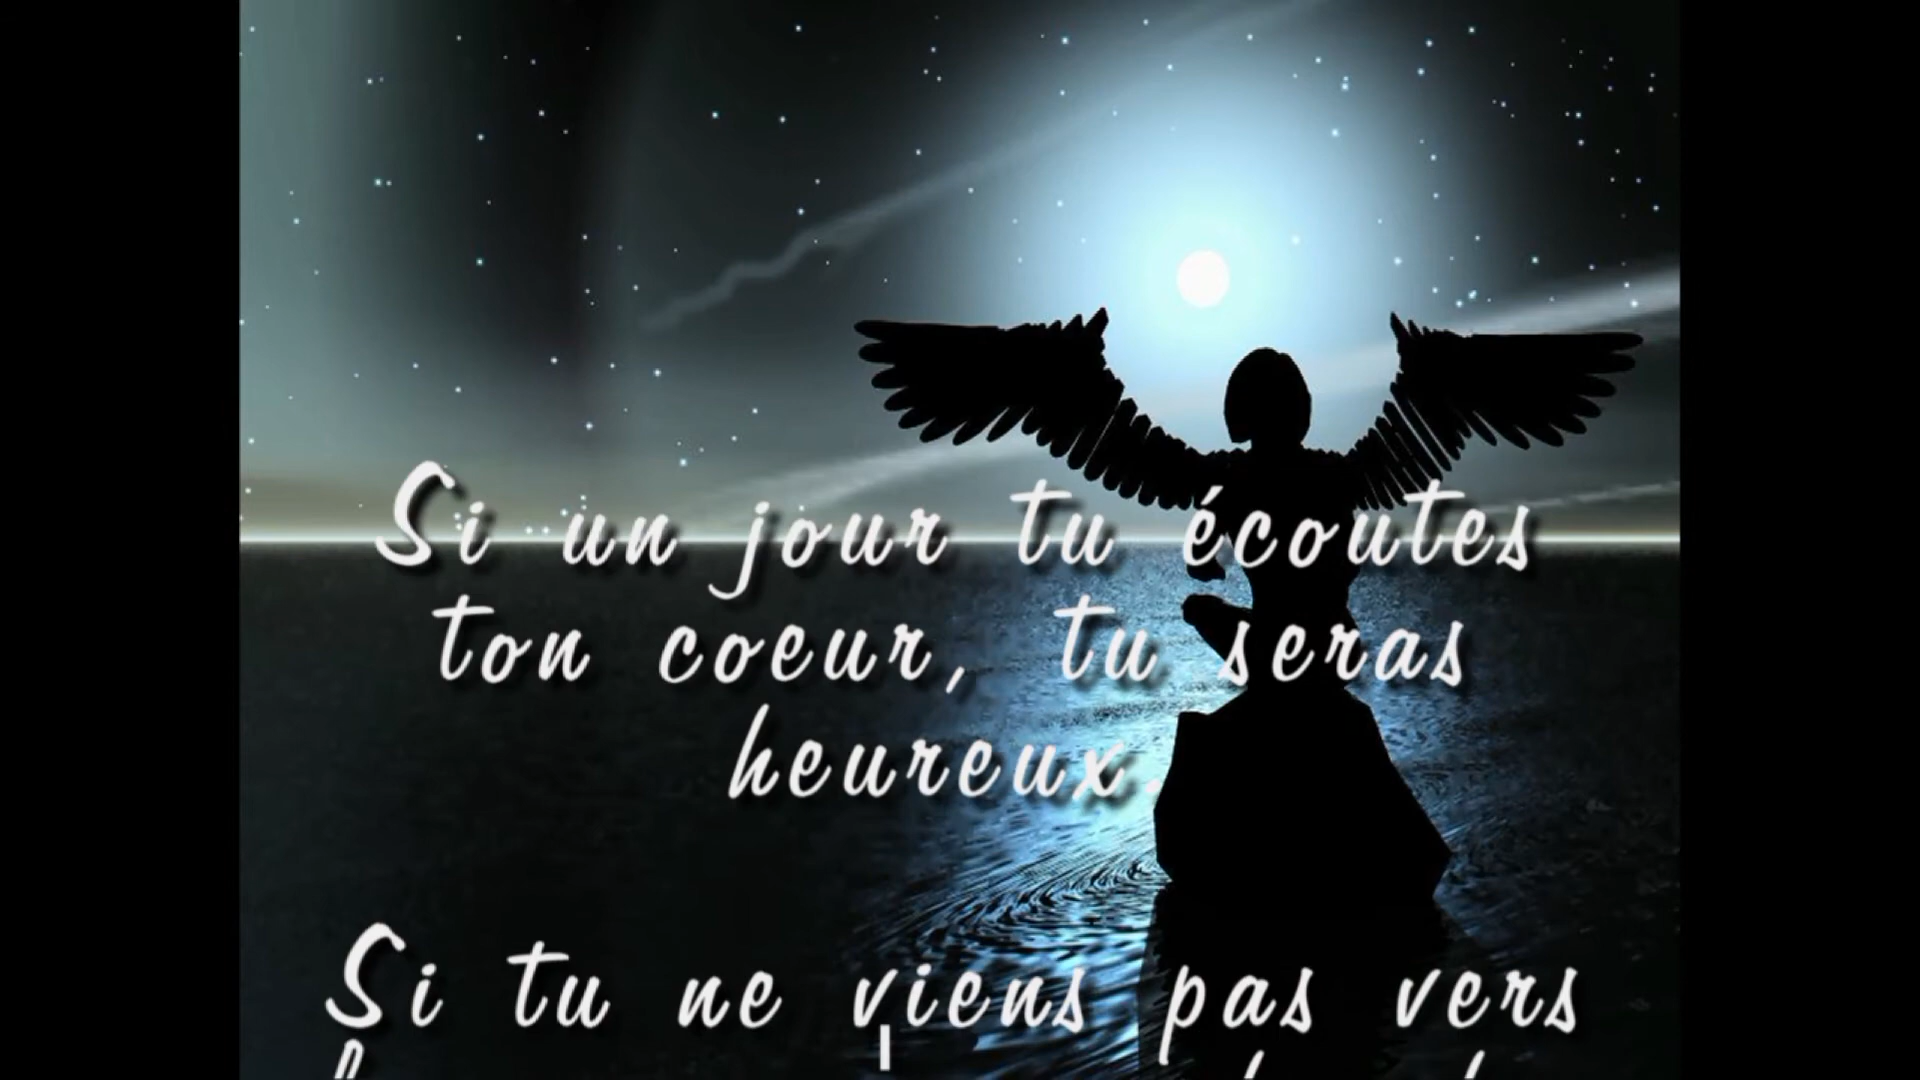 Si un jour tu écoutes
ton coeur, tu seras
heureux.
Si tu ne viens pas vers